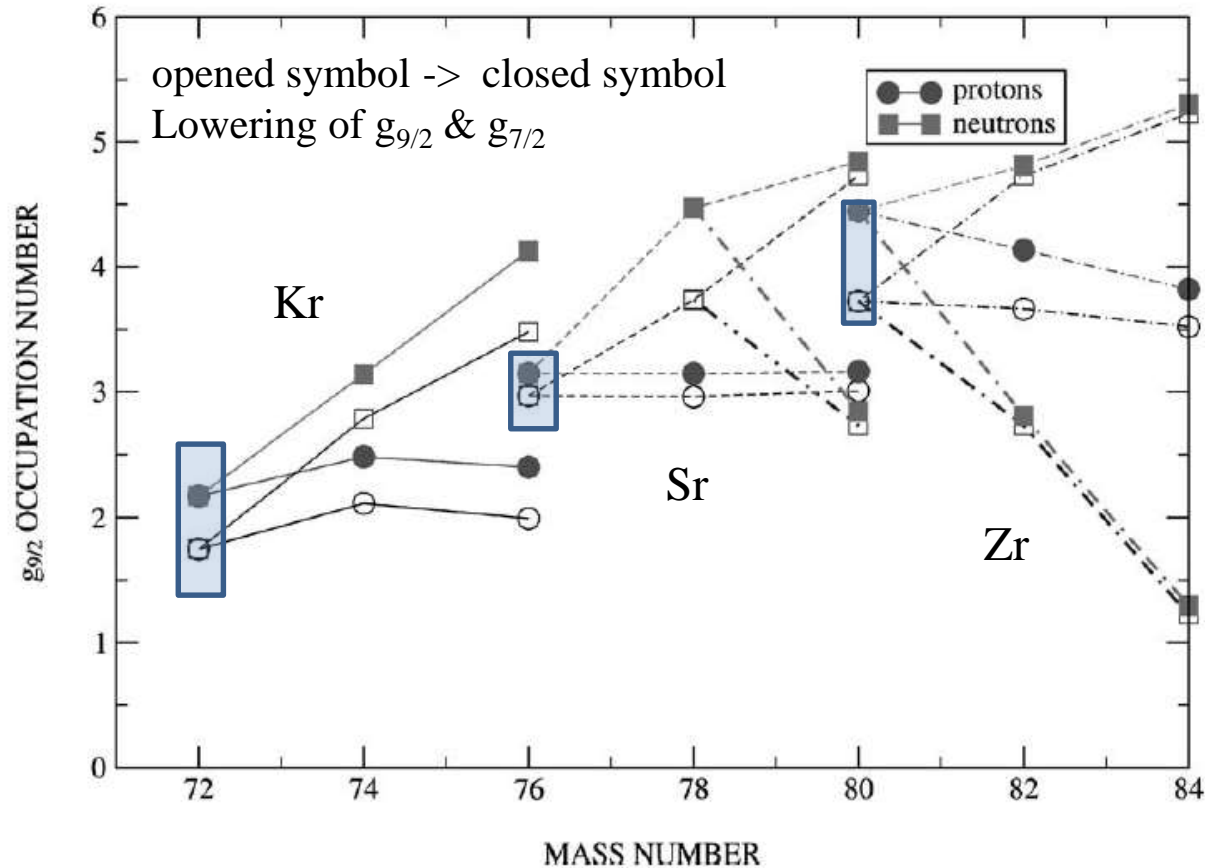 opened symbol -> closed symbol
Lowering of g9/2 & g7/2
protons
neutrons
Kr
Sr
Zr
g9/2 OCCUPATION NUMBER
6
5
4
3
2
1
0
72
74
76
78
80
82
84
MASS NUMBER